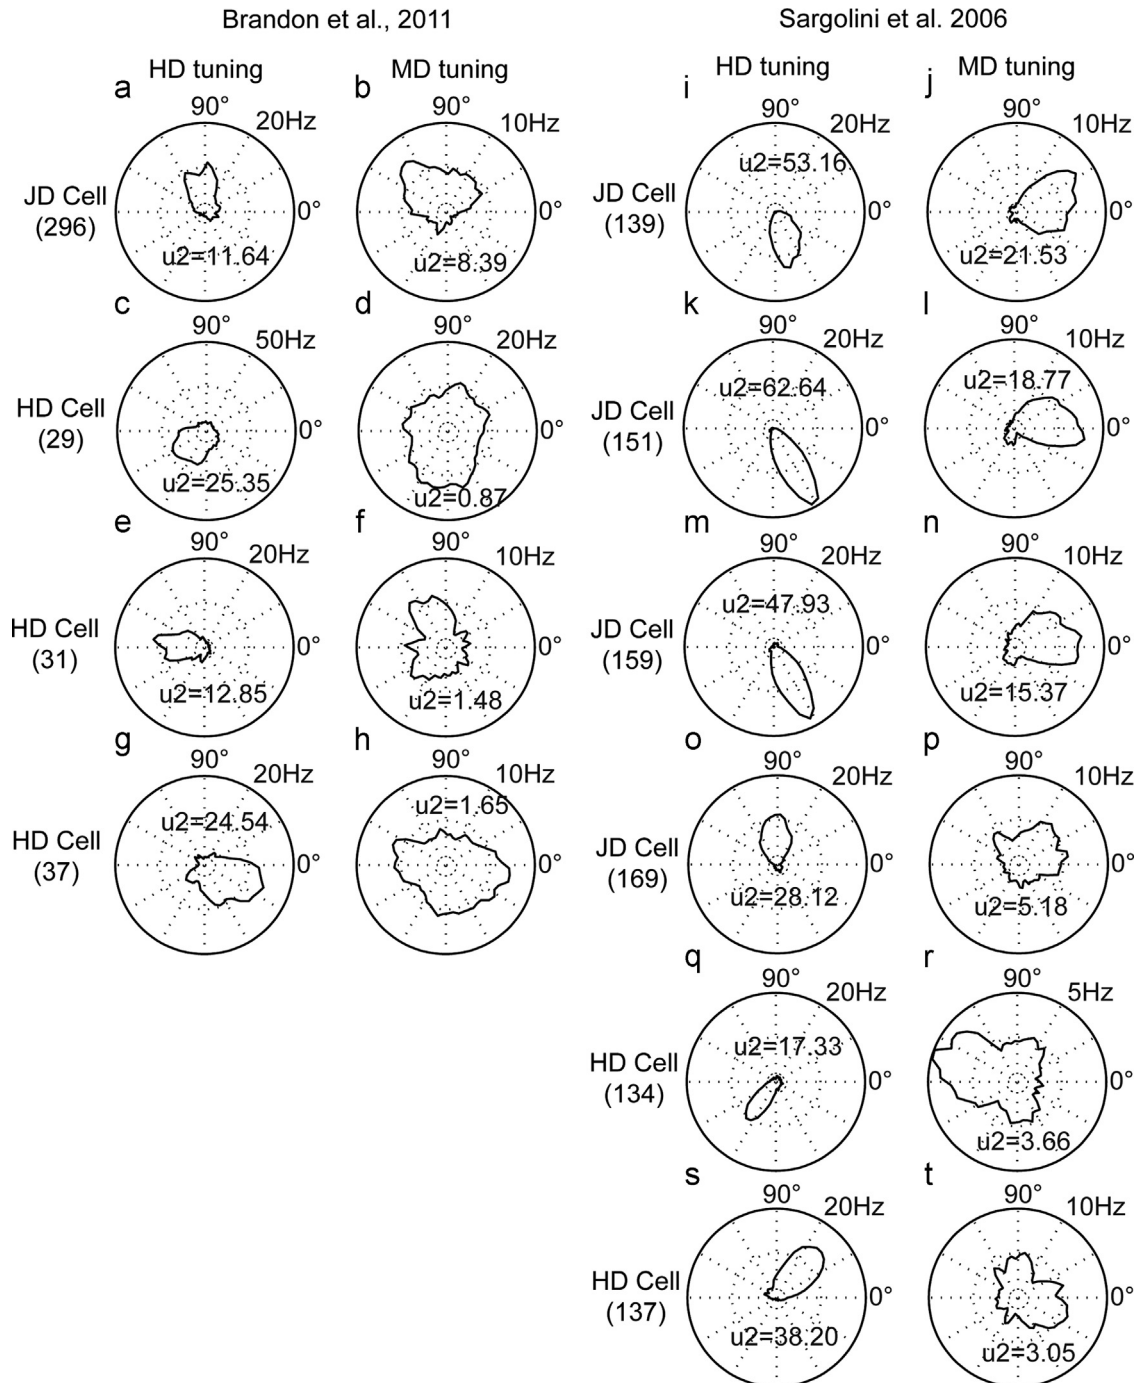 Brandon et al., 2011
Sargolini et al. 2006
HD tuning
MD tuning
HD tuning
MD tuning
a
90°
20Hz
0°
JD Cell
(296)
u2=11.64
b
90°
10Hz
0°
u2=8.39
i
90°
20Hz
0°
JD Cell
(139)
u2=53.16
j
90°
10Hz
0°
u2=21.53
c
90°
50Hz
0°
HD Cell
(29)
u2=25.35
d
90°
20Hz
0°
u2=0.87
k
90°
20Hz
0°
JD Cell
(151)
u2=62.64
l
90°
10Hz
0°
u2=18.77
e
90°
20Hz
0°
HD Cell
(31)
u2=12.85
f
90°
10Hz
0°
u2=1.48
m
90°
20Hz
0°
JD Cell
(159)
u2=47.93
n
90°
10Hz
0°
u2=15.37
g
90°
20Hz
0°
HD Cell
(37)
u2=24.54
h
90°
10Hz
0°
u2=1.65
o
90°
20Hz
0°
JD Cell
(169)
u2=28.12
p
90°
10Hz
0°
u2=5.18
q
90°
20Hz
0°
HD Cell
(134)
u2=17.33
r
90°
5Hz
0°
u2=3.66
s
90°
20Hz
0°
HD Cell
(137)
u2=38.20
t
90°
10Hz
0°
u2=3.05